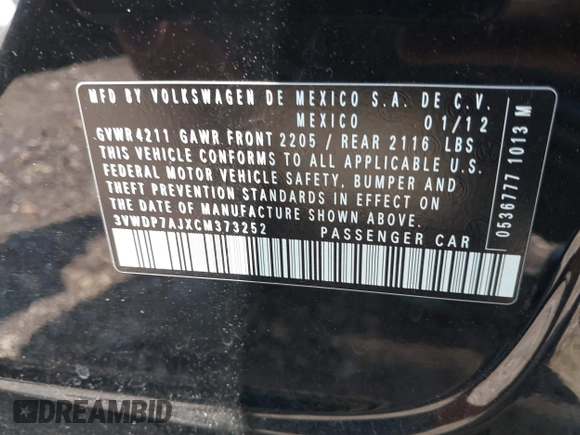 MFD BY VOLKSWAGEN DE MEXICO S.A. DE C.V.
MEXICO 01/12
GVWR 4211 GAWR FRONT 2205 / REAR 2116 LBS
THIS VEHICLE CONFORMS TO ALL APPLICABLE U.S.
FEDERAL MOTOR VEHICLE SAFETY, BUMPER AND
THEFT PREVENTION STANDARDS IN EFFECT ON
THE DATE OF MANUFACTURE SHOWN ABOVE.
3VWDP7AJXCM373252 PASSENGER CAR
0536777 1013 M
DREAMBID